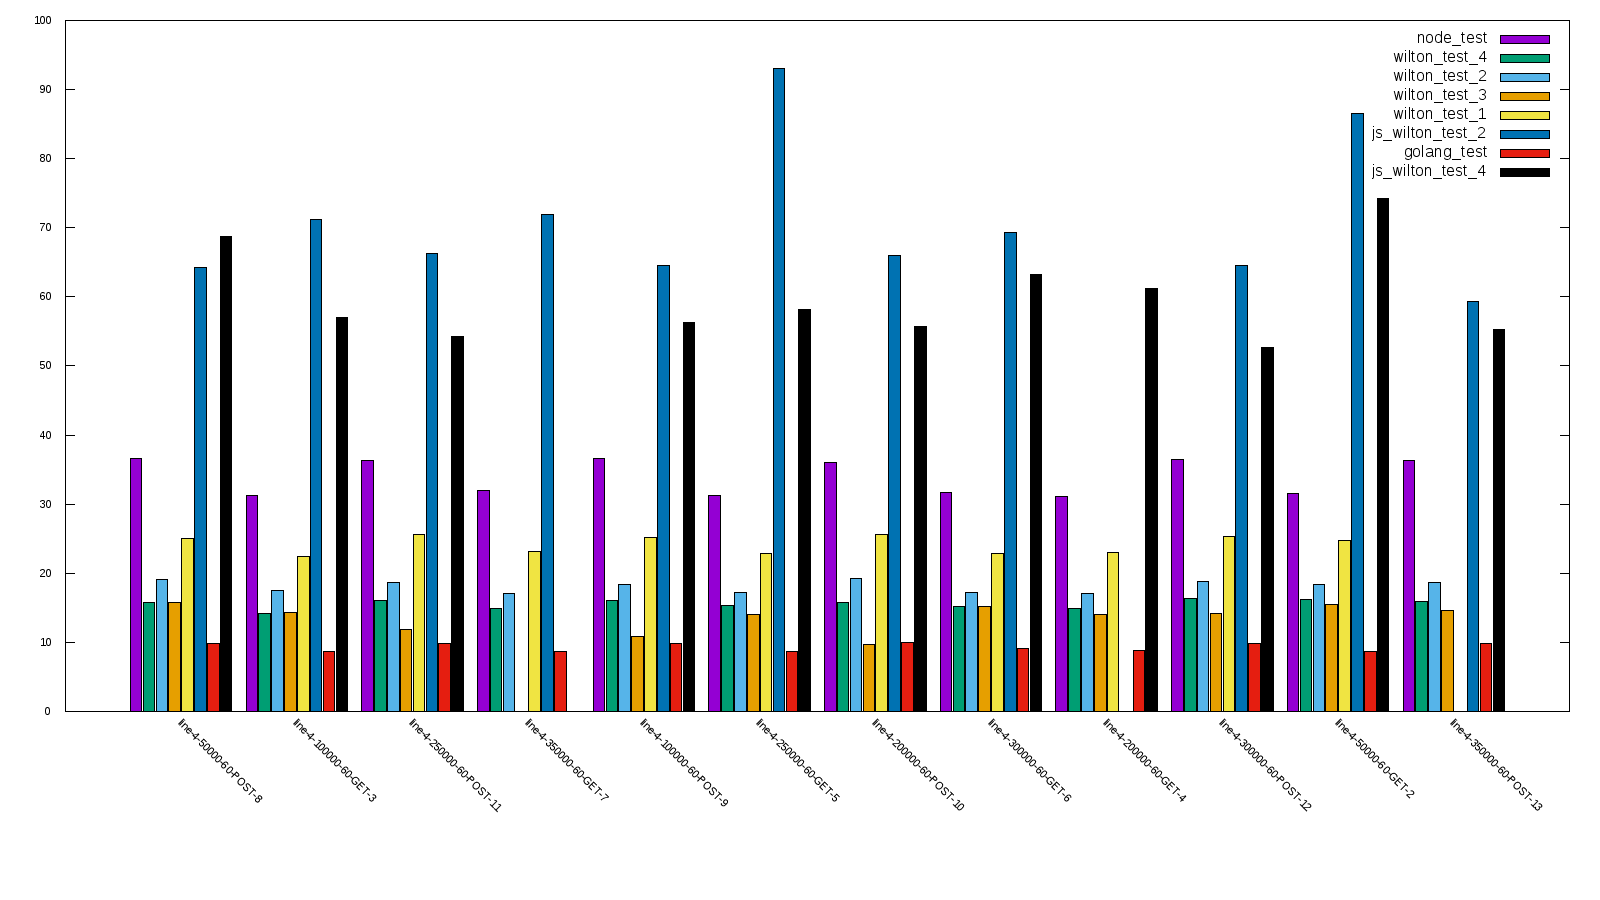 100
90
80
70
60
50
40
30
20
10
0
node_test
wilton_test_4
wilton_test_2
wilton_test_3
wilton_test_1
js_wilton_test_2
golang_test
js_wilton_test_4
line-4-50000-60-POST-8
line-4-100000-60-GET-3
line-4-250000-60-POST-11
line-4-350000-60-GET-7
line-4-100000-60-POST-9
line-4-250000-60-GET-5
line-4-200000-60-POST-10
line-4-300000-60-GET-6
line-4-200000-60-GET-4
line-4-300000-60-POST-12
line-4-50000-60-GET-2
line-4-350000-60-POST-13